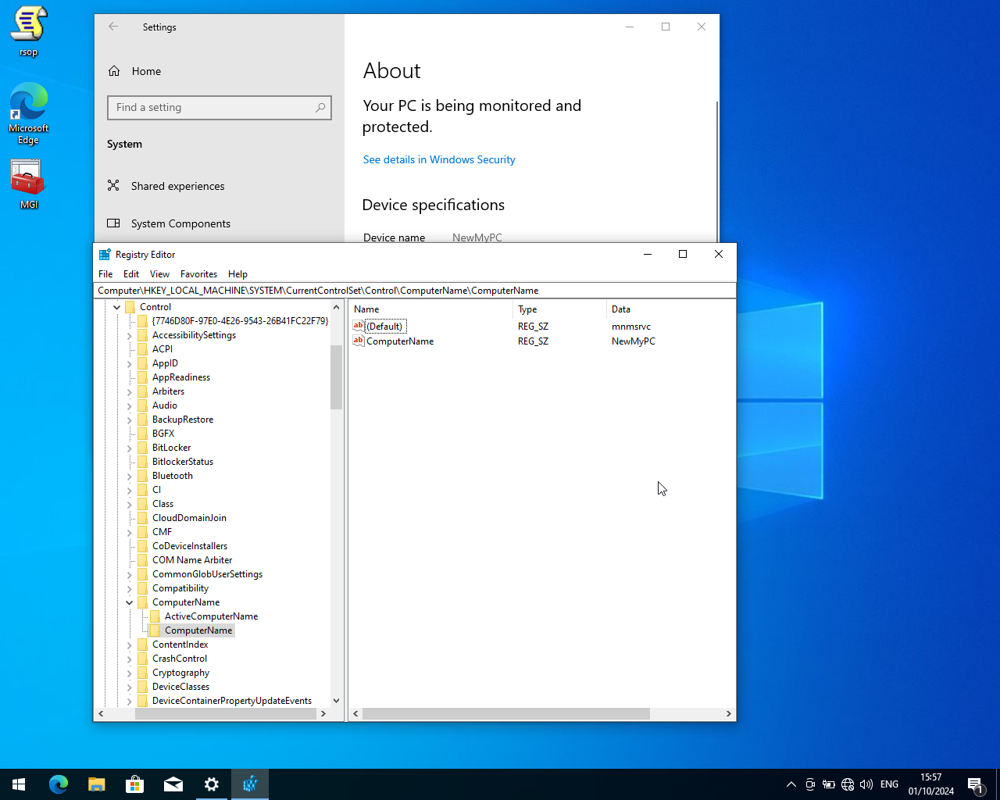 rsop
Microsoft
Edge
MGI
Settings
Home
Find a setting
System
Shared experiences
System Components
About
Your PC is being monitored and
protected.
See details in Windows Security
Device specifications
Device name NewMyPC
Registry Editor
File Edit View Favorites Help
Computer\HKEY_LOCAL_MACHINE\SYSTEM\CurrentControlSet\Control\ComputerName\ComputerName
Control
{7746D80F-97E0-4E26-9543-26B41FC22F79}
AccessibilitySettings
ACPI
AppID
AppReadiness
Arbiters
Audio
BackupRestore
BGFX
BitLocker
BitlockerStatus
Bluetooth
CI
Class
CloudDomainJoin
CMF
CoDeviceInstallers
COM Name Arbiter
CommonGlobUserSettings
Compatibility
ComputerName
ActiveComputerName
ComputerName
ContentIndex
CrashControl
Cryptography
DeviceClasses
DeviceContainerPropertyUpdateEvents
Name Type Data
(Default) REG_SZ mnmsrvc
ComputerName REG_SZ NewMyPC
ENG
15:57
01/10/2024
1